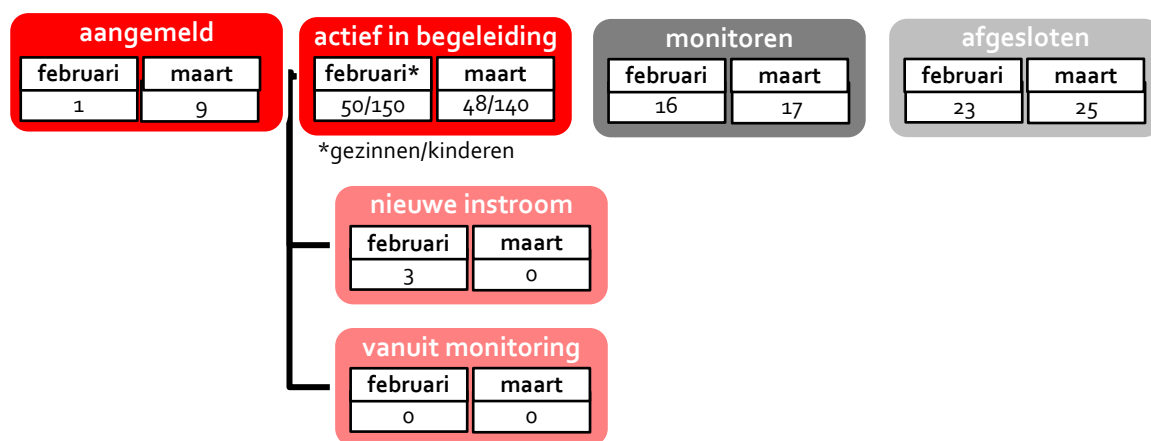 aangemeld
februari maart
1 9
actief in begeleiding
februari* maart
50/150 48/140
*gezinnen/kinderen
monitoren
februari maart
16 17
afgesloten
februari maart
23 25
nieuwe instroom
februari maart
3 0
vanuit monitoring
februari maart
0 0